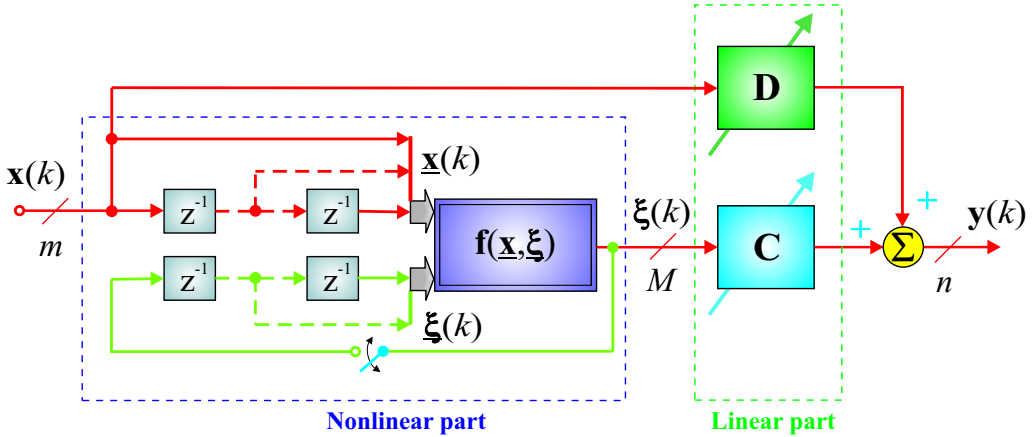 D
x(k)
x(k)
m
z⁻¹
z⁻¹
f(x,ξ)
ξ(k)
M
C
+
+
Σ
y(k)
n
z⁻¹
z⁻¹
ξ(k)
Nonlinear part
Linear part